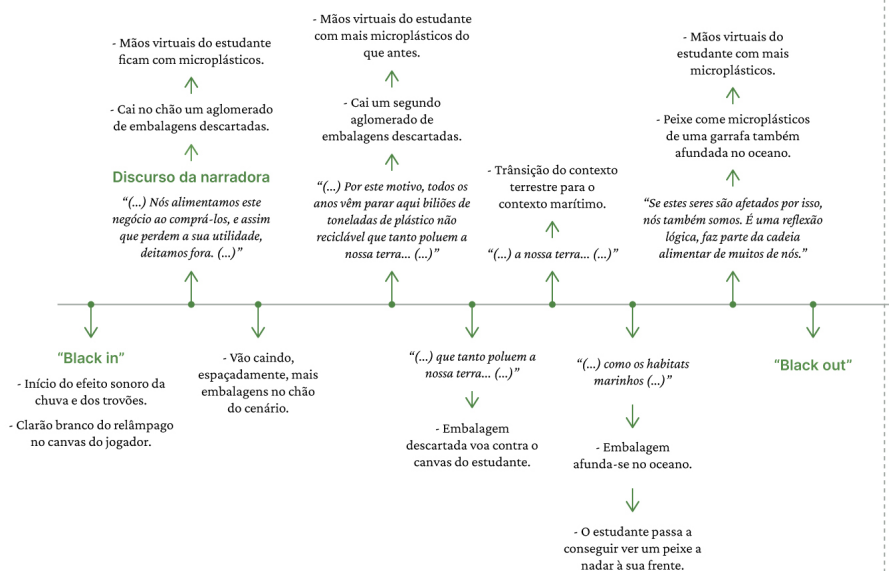 - Mãos virtuais do estudante
ficam com microplásticos.
- Cai no chão um aglomerado
de embalagens descartadas.
Discurso da narradora
“(...) Nós alimentamos este
negócio ao comprá-los, e assim
que perdem a sua utilidade,
deitamos fora. (...)”
- Mãos virtuais do estudante
com mais microplásticos do
que antes.
- Cai um segundo
aglomerado de
embalagens descartadas.
“(...) Por este motivo, todos os
anos vêm parar aqui biliões de
toneladas de plástico não
reciclável que tanto poluem a
nossa terra... (...)”
- Trânsição do contexto
terrestre para o
contexto marítimo.
“(...) a nossa terra... (...)”
- Mãos virtuais do
estudante com mais
microplásticos.
- Peixe come microplásticos
de uma garrafa também
afundada no oceano.
“Se estes seres são afetados por isso,
nós também somos. É uma reflexão
lógica, faz parte da cadeia
alimentar de muitos de nós.”
“Black in”
- Início do efeito sonoro da
chuva e dos trovões.
- Clarão branco do relâmpago
no canvas do jogador.
- Vão caindo,
espaçadamente, mais
embalagens no chão
do cenário.
“(...) que tanto poluem a
nossa terra... (...)”
- Embalagem
descartada voa contra o
canvas do estudante.
“(...) como os habitats
marinhos (...)”
- Embalagem
afunda-se no oceano.
- O estudante passa a
conseguir ver um peixe a
nadar à sua frente.
“Black out”